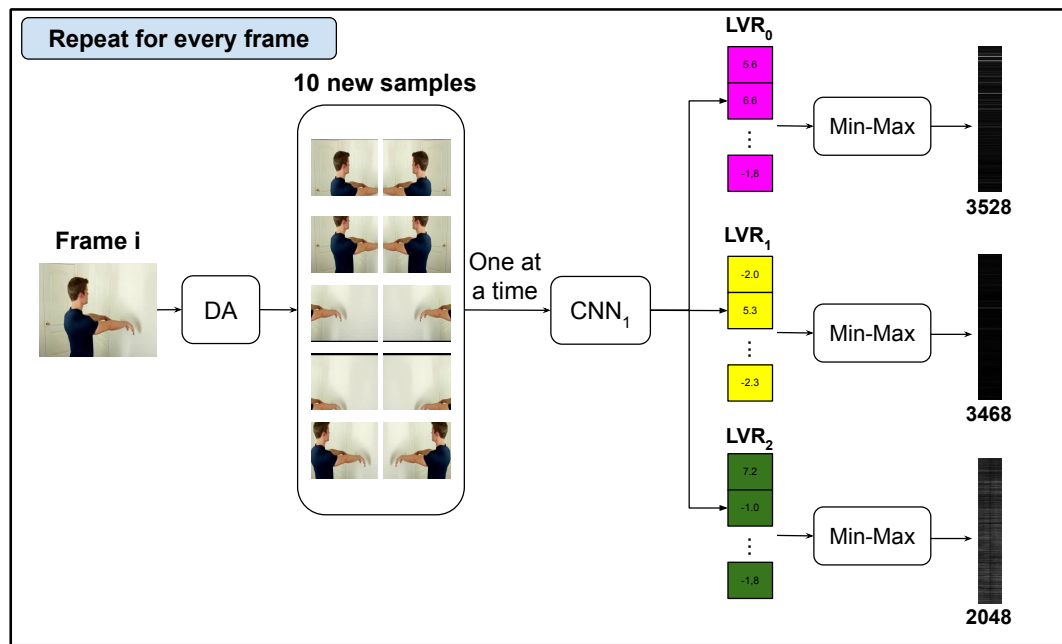 Repeat for every frame
10 new samples
Frame i
DA
One at
a time
CNN₁
LVR₀
5.6
6.6
⋮
-1,8
Min-Max
3528
LVR₁
-2.0
5.3
⋮
-2.3
Min-Max
3468
LVR₂
7.2
-1.0
⋮
-1,8
Min-Max
2048